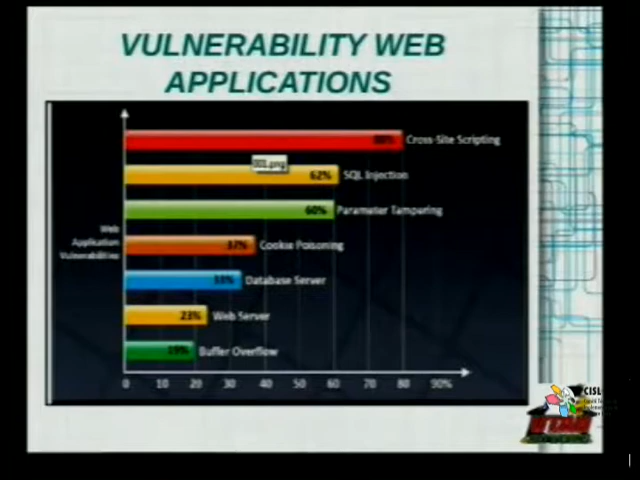 VULNERABILITY WEB
APPLICATIONS
80% Cross-Site Scripting
001.png
62% SQL Injection
60% Parameter Tampering
Web
Application
Vulnerabilities
37% Cookie Poisoning
33% Database Server
23% Web Server
19% Buffer Overflow
0 10 20 30 40 50 60 70 80 90%
CISL